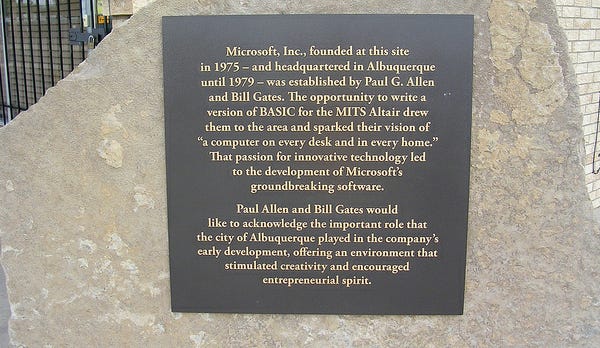 Microsoft, Inc., founded at this site
in 1975 – and headquartered in Albuquerque
until 1979 – was established by Paul G. Allen
and Bill Gates. The opportunity to write a
version of BASIC for the MITS Altair drew
them to the area and sparked their vision of
“a computer on every desk and in every home.”
That passion for innovative technology led
to the development of Microsoft’s
groundbreaking software.
Paul Allen and Bill Gates would
like to acknowledge the important role that
the city of Albuquerque played in the company’s
early development, offering an environment that
stimulated creativity and encouraged
entrepreneurial spirit.